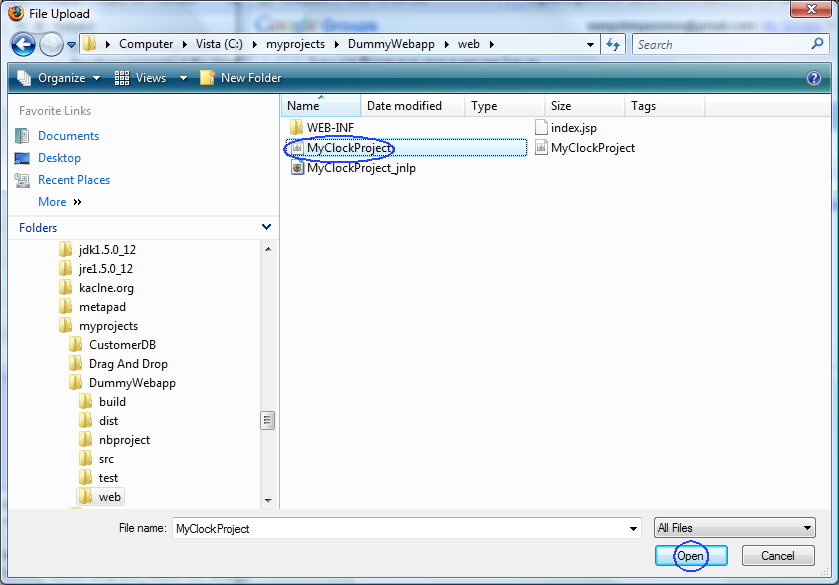 File Upload
Computer Vista (C:) myprojects DummyWebapp web Search
Organize Views New Folder
Favorite Links
Documents
Desktop
Recent Places
More »
Folders
jdk1.5.0_12
jre1.5.0_12
kaclne.org
metapad
myprojects
CustomerDB
Drag And Drop
DummyWebapp
build
dist
nbproject
src
test
web
Name Date modified Type Size Tags
WEB-INF index.jsp
MyClockProject MyClockProject
MyClockProject_jnlp
File name: MyClockProject All Files
Open Cancel